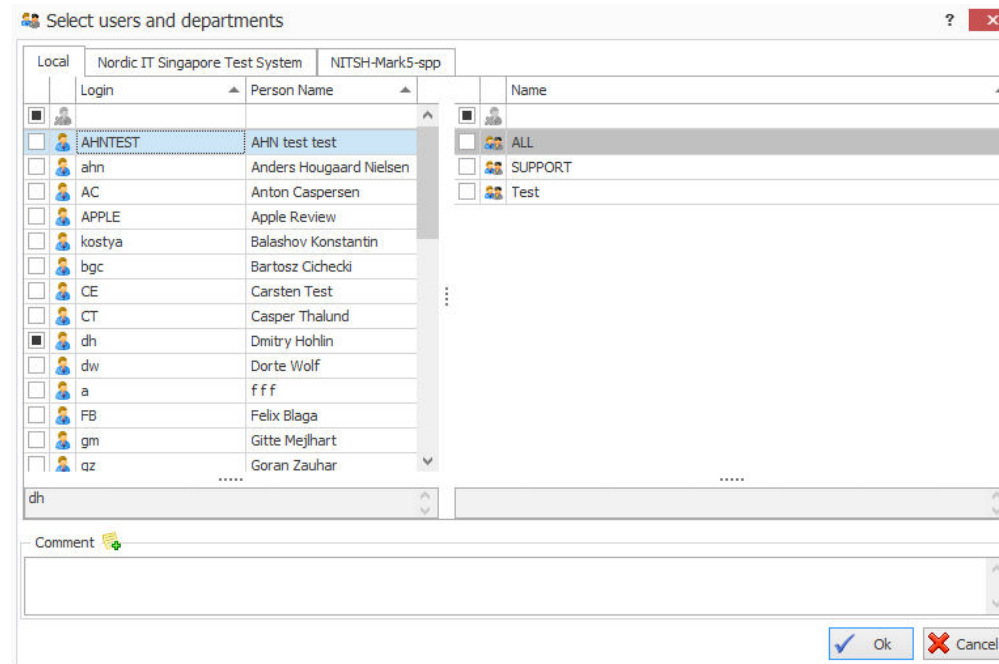 Select users and departments ?
Local Nordic IT Singapore Test System NITSH-Mark5-spp
Login Person Name Name
AHNTEST AHN test test ALL
ahn Anders Hougaard Nielsen SUPPORT
AC Anton Caspersen Test
APPLE Apple Review
kostya Balashov Konstantin
bgc Bartosz Cichecki
CE Carsten Test
CT Casper Thalund
dh Dmitry Hohlin
dw Dorte Wolf
a f f f
FB Felix Blaga
gm Gitte Mejlhart
gz Goran Zauhar
dh
Comment
Ok Cancel